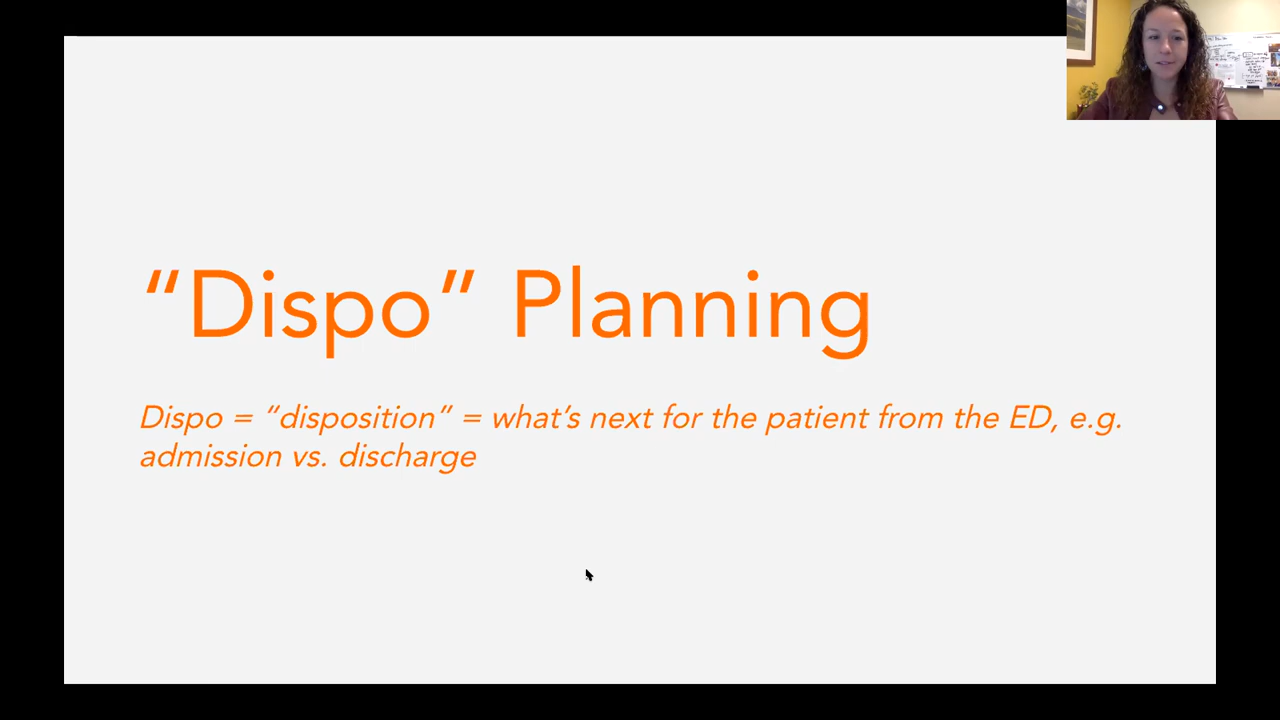 “Dispo” Planning
Dispo = “disposition” = what’s next for the patient from the ED, e.g.
admission vs. discharge